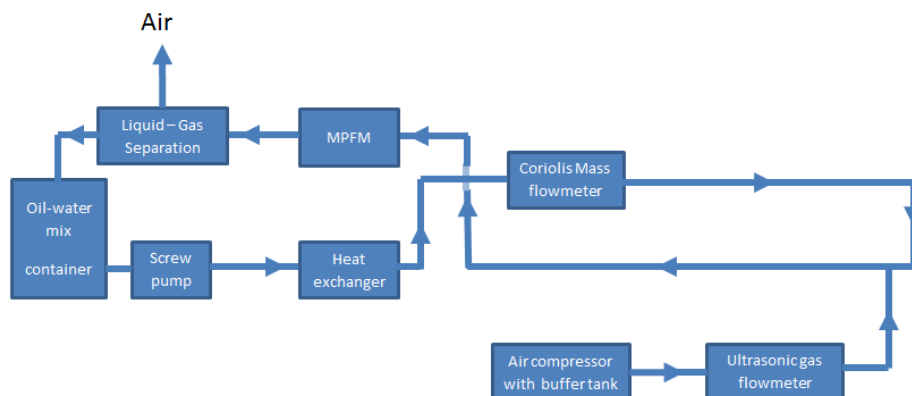 Air
Liquid – Gas
Separation
MPFM
Coriolis Mass
flowmeter
Oil-water
mix
container
Screw
pump
Heat
exchanger
Air compressor
with buffer tank
Ultrasonic gas
flowmeter